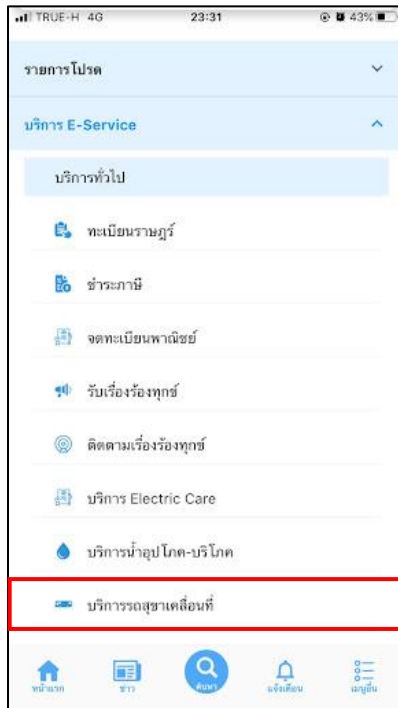 TRUE-H 4G 23:31 43%
รายการโปรด
บริการ E-Service
บริการทั่วไป
ทะเบียนราษฎร์
ชำระภาษี
จดทะเบียนพาณิชย์
รับเรื่องร้องทุกข์
ติดตามเรื่องร้องทุกข์
บริการ Electric Care
บริการน้ำอุปโภค-บริโภค
บริการรถสุขาเคลื่อนที่
หน้าแรก ข่าว ค้นหา แจ้งเตือน เมนูอื่น